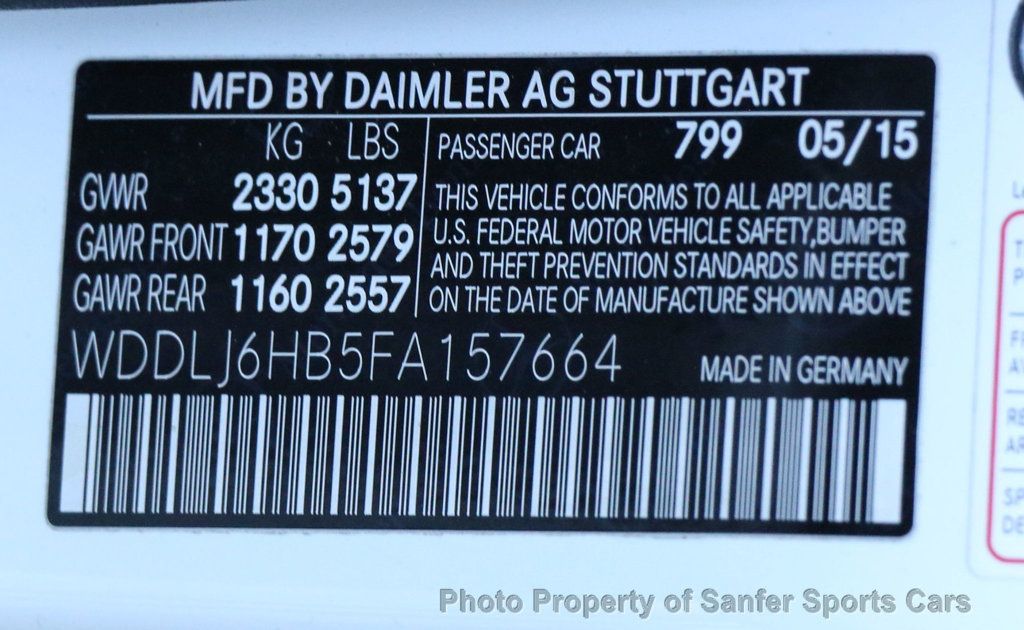 MFD BY DAIMLER AG STUTTGART
KG LBS
GVWR 2330 5137
GAWR FRONT 1170 2579
GAWR REAR 1160 2557
PASSENGER CAR 799 05/15
THIS VEHICLE CONFORMS TO ALL APPLICABLE
U.S. FEDERAL MOTOR VEHICLE SAFETY,BUMPER
AND THEFT PREVENTION STANDARDS IN EFFECT
ON THE DATE OF MANUFACTURE SHOWN ABOVE
WDDLJ6HB5FA157664
MADE IN GERMANY
Photo Property of Sanfer Sports Cars